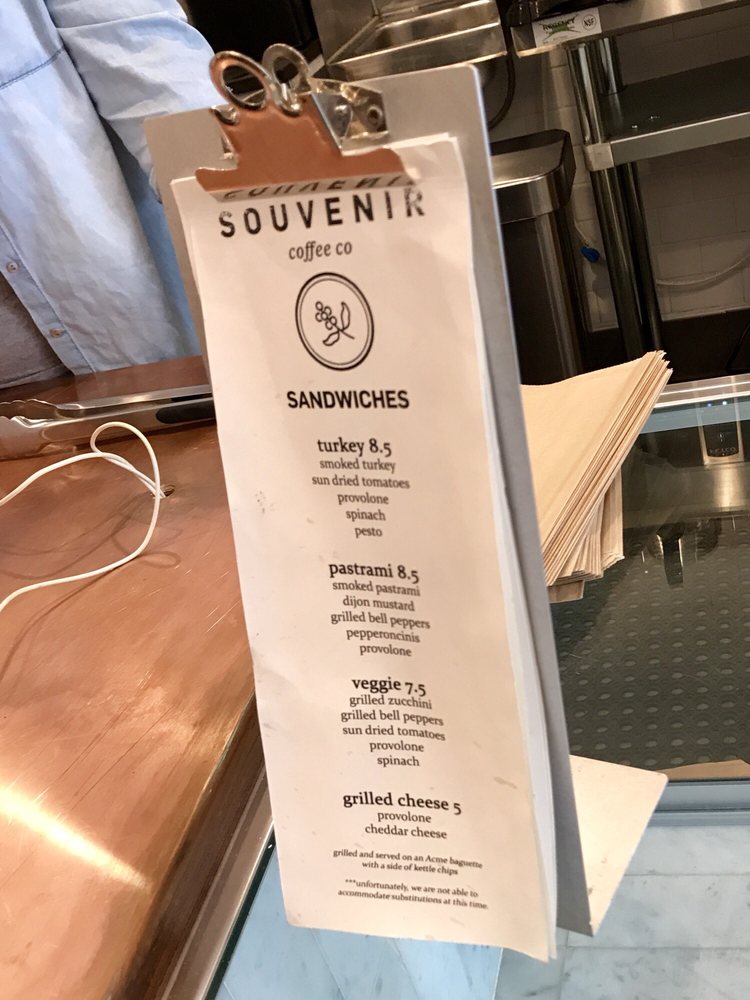 SOUVENIR
coffee co
SANDWICHES
turkey 8.5
smoked turkey
sun dried tomatoes
provolone
spinach
pesto
pastrami 8.5
smoked pastrami
dijon mustard
grilled bell peppers
pepperoncinis
provolone
veggie 7.5
grilled zucchini
grilled bell peppers
sun dried tomatoes
provolone
spinach
grilled cheese 5
provolone
cheddar cheese
grilled and served on an Acme baguette
with a side of kettle chips
***unfortunately, we are not able to
accommodate substitutions at this time.
REGENCY
NSF